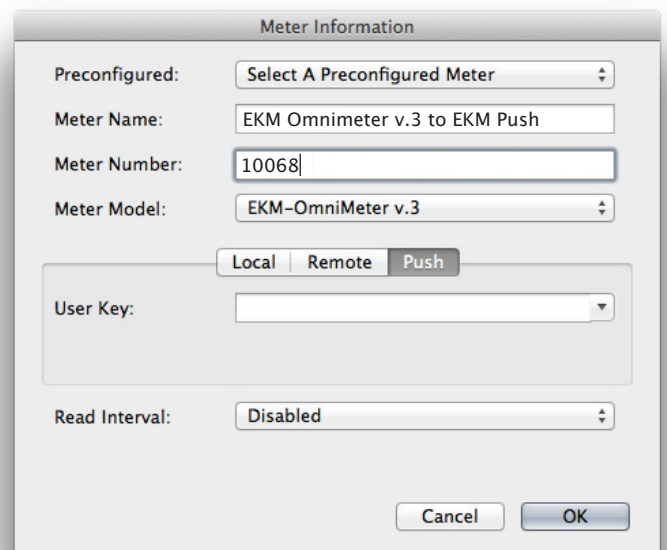 Meter Information
Preconfigured: Select A Preconfigured Meter
Meter Name: EKM Omnimeter v.3 to EKM Push
Meter Number: 10068
Meter Model: EKM-OmniMeter v.3
Local Remote Push
User Key:
Read Interval: Disabled
Cancel OK